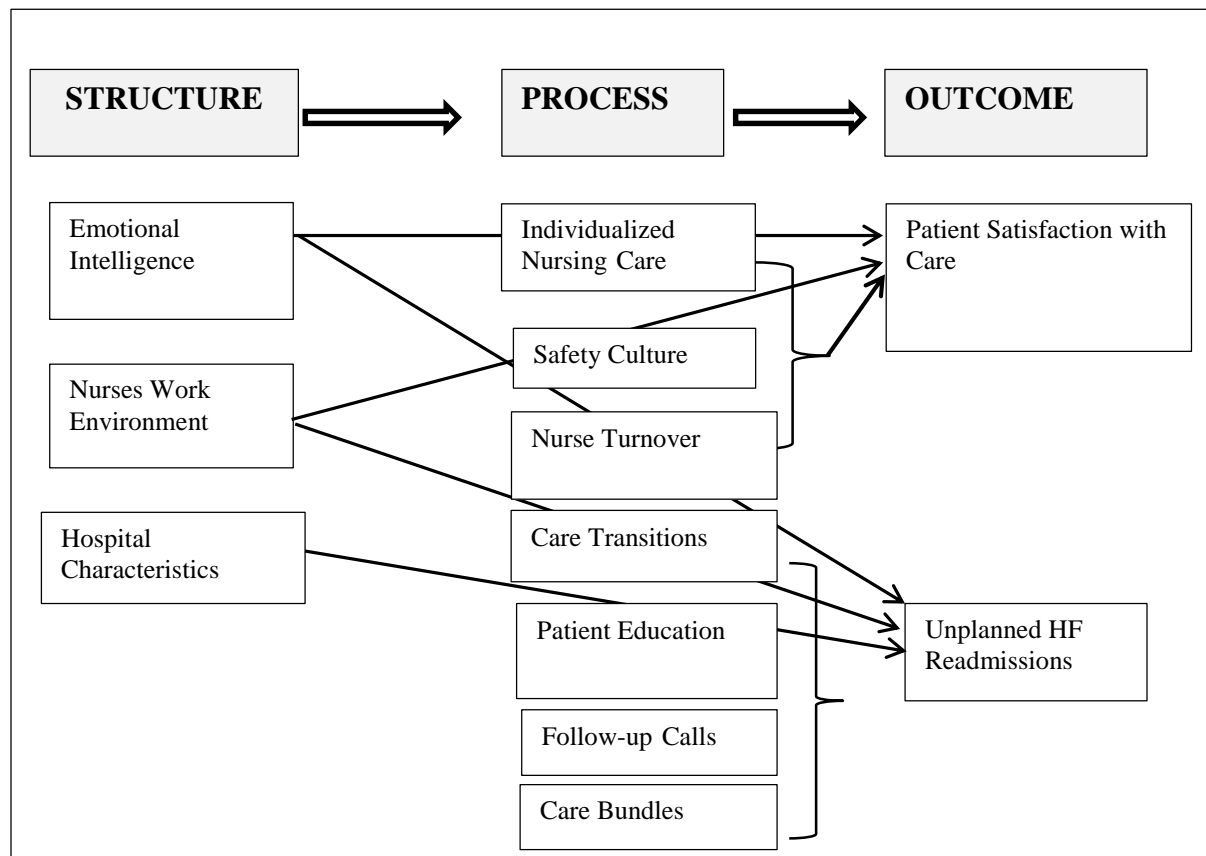 STRUCTURE
PROCESS
OUTCOME
Emotional
Intelligence
Nurses Work
Environment
Hospital
Characteristics
Individualized
Nursing Care
Safety Culture
Nurse Turnover
Care Transitions
Patient Education
Follow-up Calls
Care Bundles
Patient Satisfaction with
Care
Unplanned HF
Readmissions